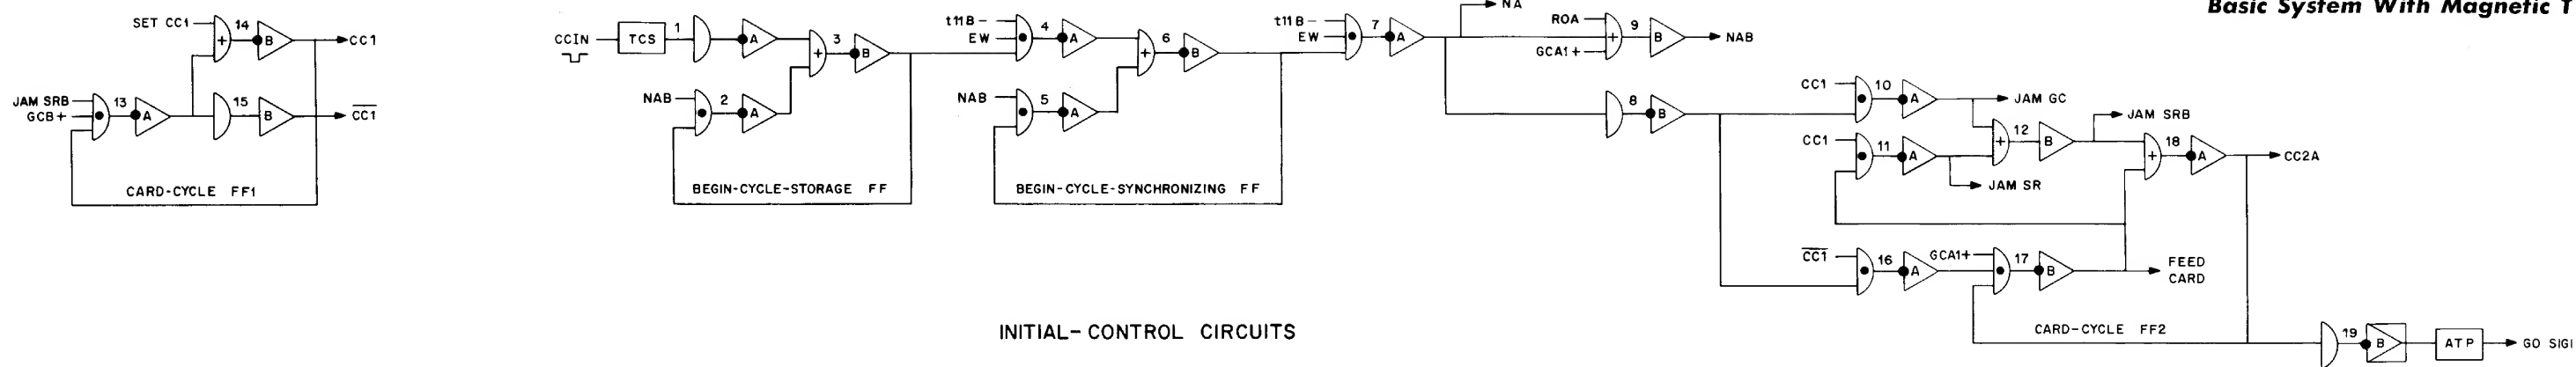 Basic System With Magnetic T
SET CC1
14
+
B
CC1
JAM SRB
GCB+
13
A
15
B
CC1
CARD-CYCLE FF1
CCIN
TCS
1
A
3
+
B
NAB
2
A
BEGIN-CYCLE-STORAGE FF
t11B-
EW
4
A
6
+
B
NAB
5
A
BEGIN-CYCLE-SYNCHRONIZING FF
t11B-
EW
7
A
NA
ROA
GCA1+
9
+
B
NAB
8
B
CC1
10
A
JAM GC
CC1
11
A
JAM SR
12
+
B
JAM SRB
18
+
A
CC2A
CC1
16
A
GCA1+
17
B
FEED
CARD
CARD-CYCLE FF2
19
B
ATP
GO SIGI
INITIAL-CONTROL CIRCUITS